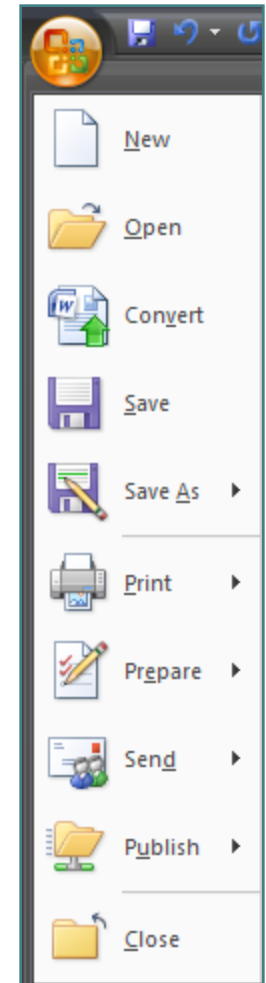 New
Open
Convert
Save
Save As
Print
Prepare
Send
Publish
Close